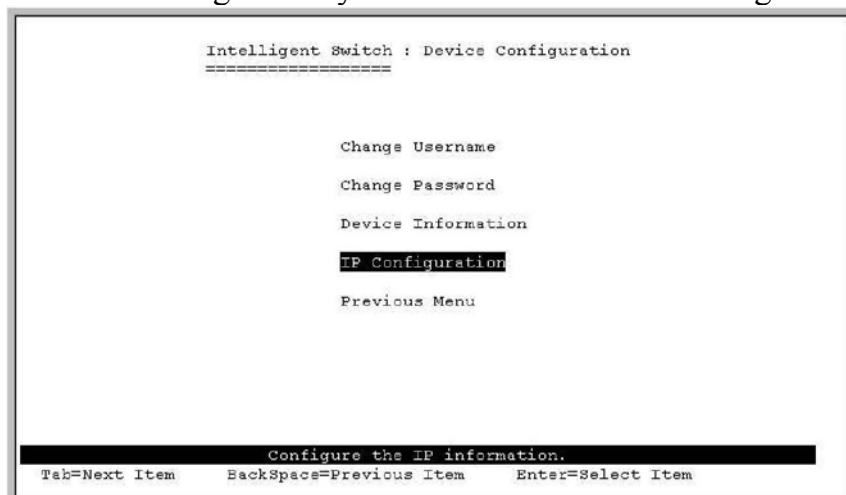 Intelligent Switch : Device Configuration
==================
Change Username
Change Password
Device Information
IP Configuration
Previous Menu
Configure the IP information.
Tab=Next Item BackSpace=Previous Item Enter=Select Item